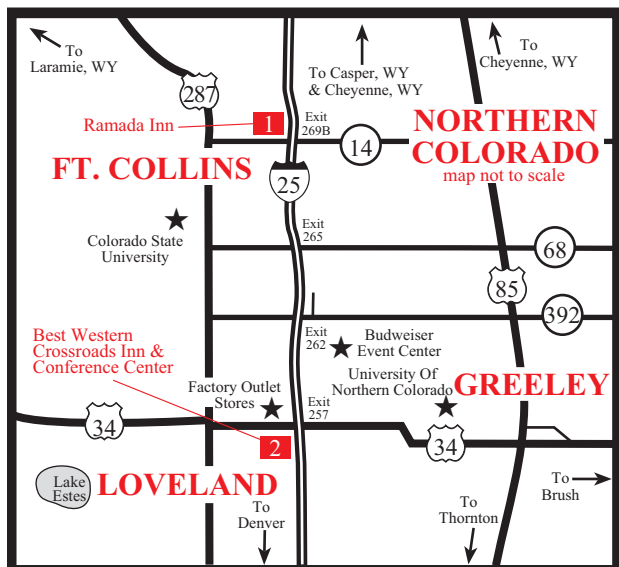 To
Laramie, WY
287
To Casper, WY
& Cheyenne, WY
To
Cheyenne, WY
Ramada Inn
1
Exit
269B
14
NORTHERN
COLORADO
map not to scale
FT. COLLINS
25
Colorado State
University
Exit
265
68
85
392
Best Western
Crossroads Inn &
Conference Center
Exit
262
Budweiser
Event Center
University Of
Northern Colorado
GREELEY
Factory Outlet
Stores
Exit
257
34
34
2
Lake
Estes
LOVELAND
To
Denver
To
Thornton
To
Brush